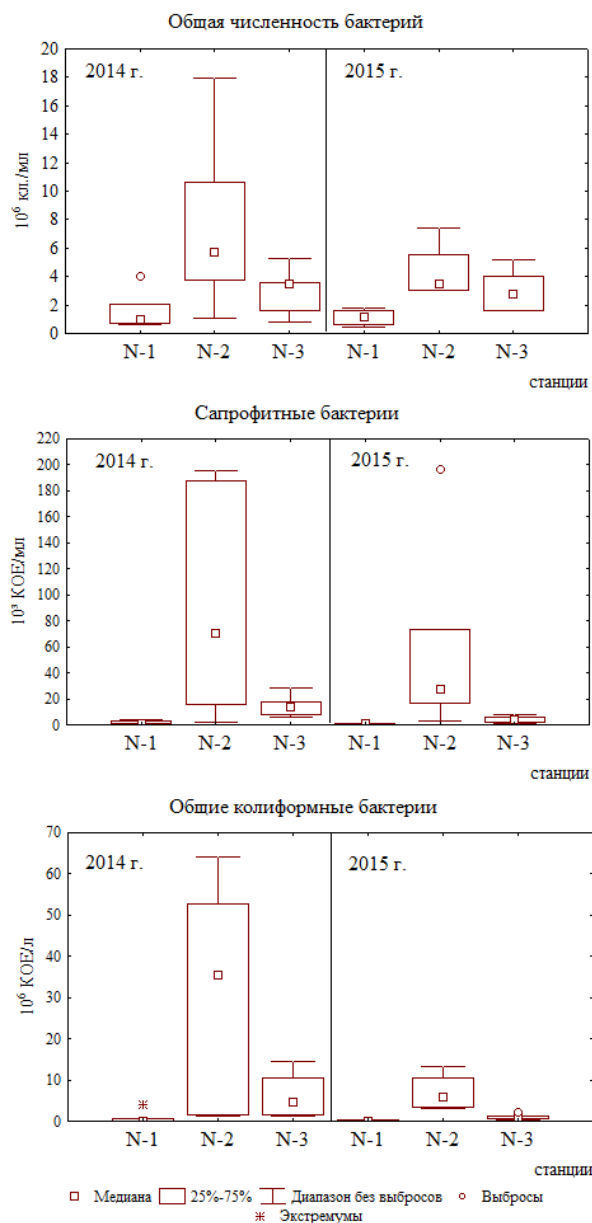 Общая численность бактерий
20
18
16
14
12
10
8
6
4
2
0
10⁶ кл./мл
2014 г.
2015 г.
N-1 N-2 N-3 N-1 N-2 N-3
станции
Сапрофитные бактерии
220
200
180
160
140
120
100
80
60
40
20
0
10³ КОЕ/мл
2014 г.
2015 г.
N-1 N-2 N-3 N-1 N-2 N-3
станции
Общие колиформные бактерии
70
60
50
40
30
20
10
0
10⁶ КОЕ/л
2014 г.
2015 г.
N-1 N-2 N-3 N-1 N-2 N-3
станции
Медиана 25%-75% Диапазон без выбросов Выбросы
Экстремумы